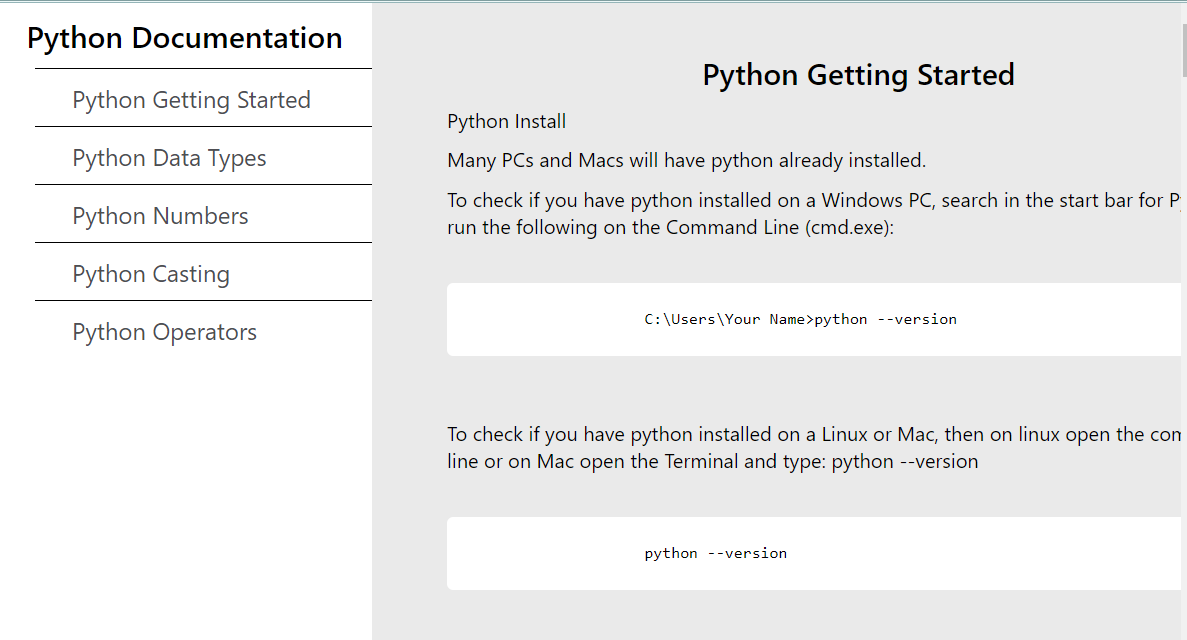 Python Documentation
Python Getting Started
Python Data Types
Python Numbers
Python Casting
Python Operators
Python Getting Started
Python Install
Many PCs and Macs will have python already installed.
To check if you have python installed on a Windows PC, search in the start bar for
run the following on the Command Line (cmd.exe):
C:\Users\Your Name>python --version
To check if you have python installed on a Linux or Mac, then on linux open the
line or on Mac open the Terminal and type: python --version
python --version